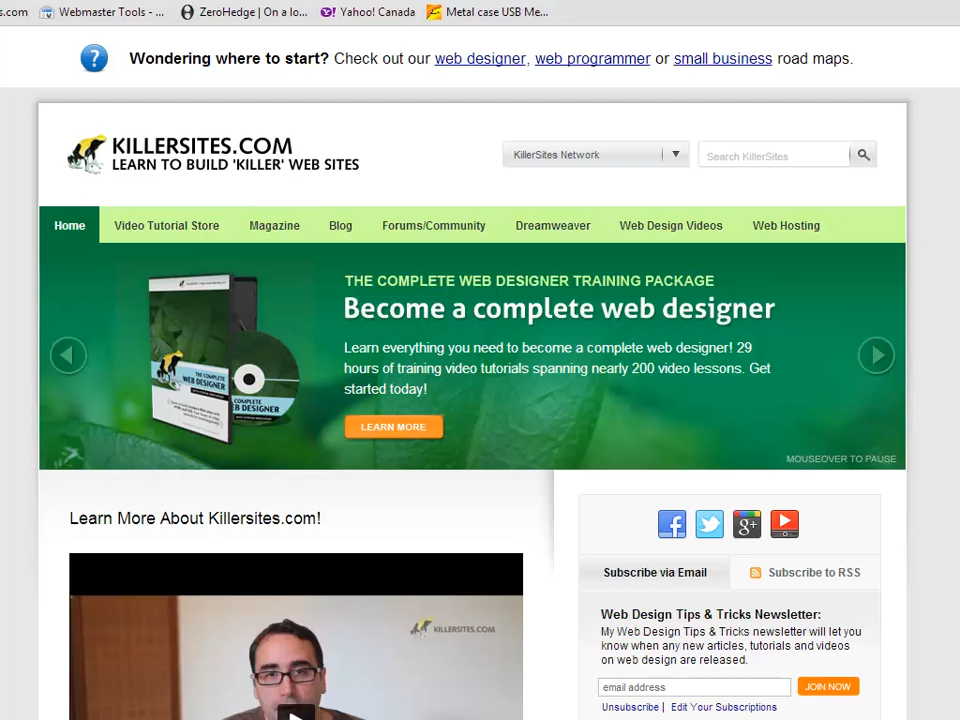 s.com Webmaster Tools - ... ZeroHedge | On a lo... Yahoo! Canada Metal case USB Me...
Wondering where to start? Check out our web designer, web programmer or small business road maps.
KILLERSITES.COM
LEARN TO BUILD 'KILLER' WEB SITES
KillerSites Network
Search KillerSites
Home Video Tutorial Store Magazine Blog Forums/Community Dreamweaver Web Design Videos Web Hosting
THE COMPLETE WEB DESIGNER TRAINING PACKAGE
Become a complete web designer
Learn everything you need to become a complete web designer! 29
hours of training video tutorials spanning nearly 200 video lessons. Get
started today!
LEARN MORE
THE COMPLETE
WEB DESIGNER
MOUSEOVER TO PAUSE
Learn More About Killersites.com!
KILLERSITES.COM
Subscribe via Email Subscribe to RSS
Web Design Tips & Tricks Newsletter:
My Web Design Tips & Tricks newsletter will let you
know when any new articles, tutorials and videos
on web design are released.
email address JOIN NOW
Unsubscribe | Edit Your Subscriptions